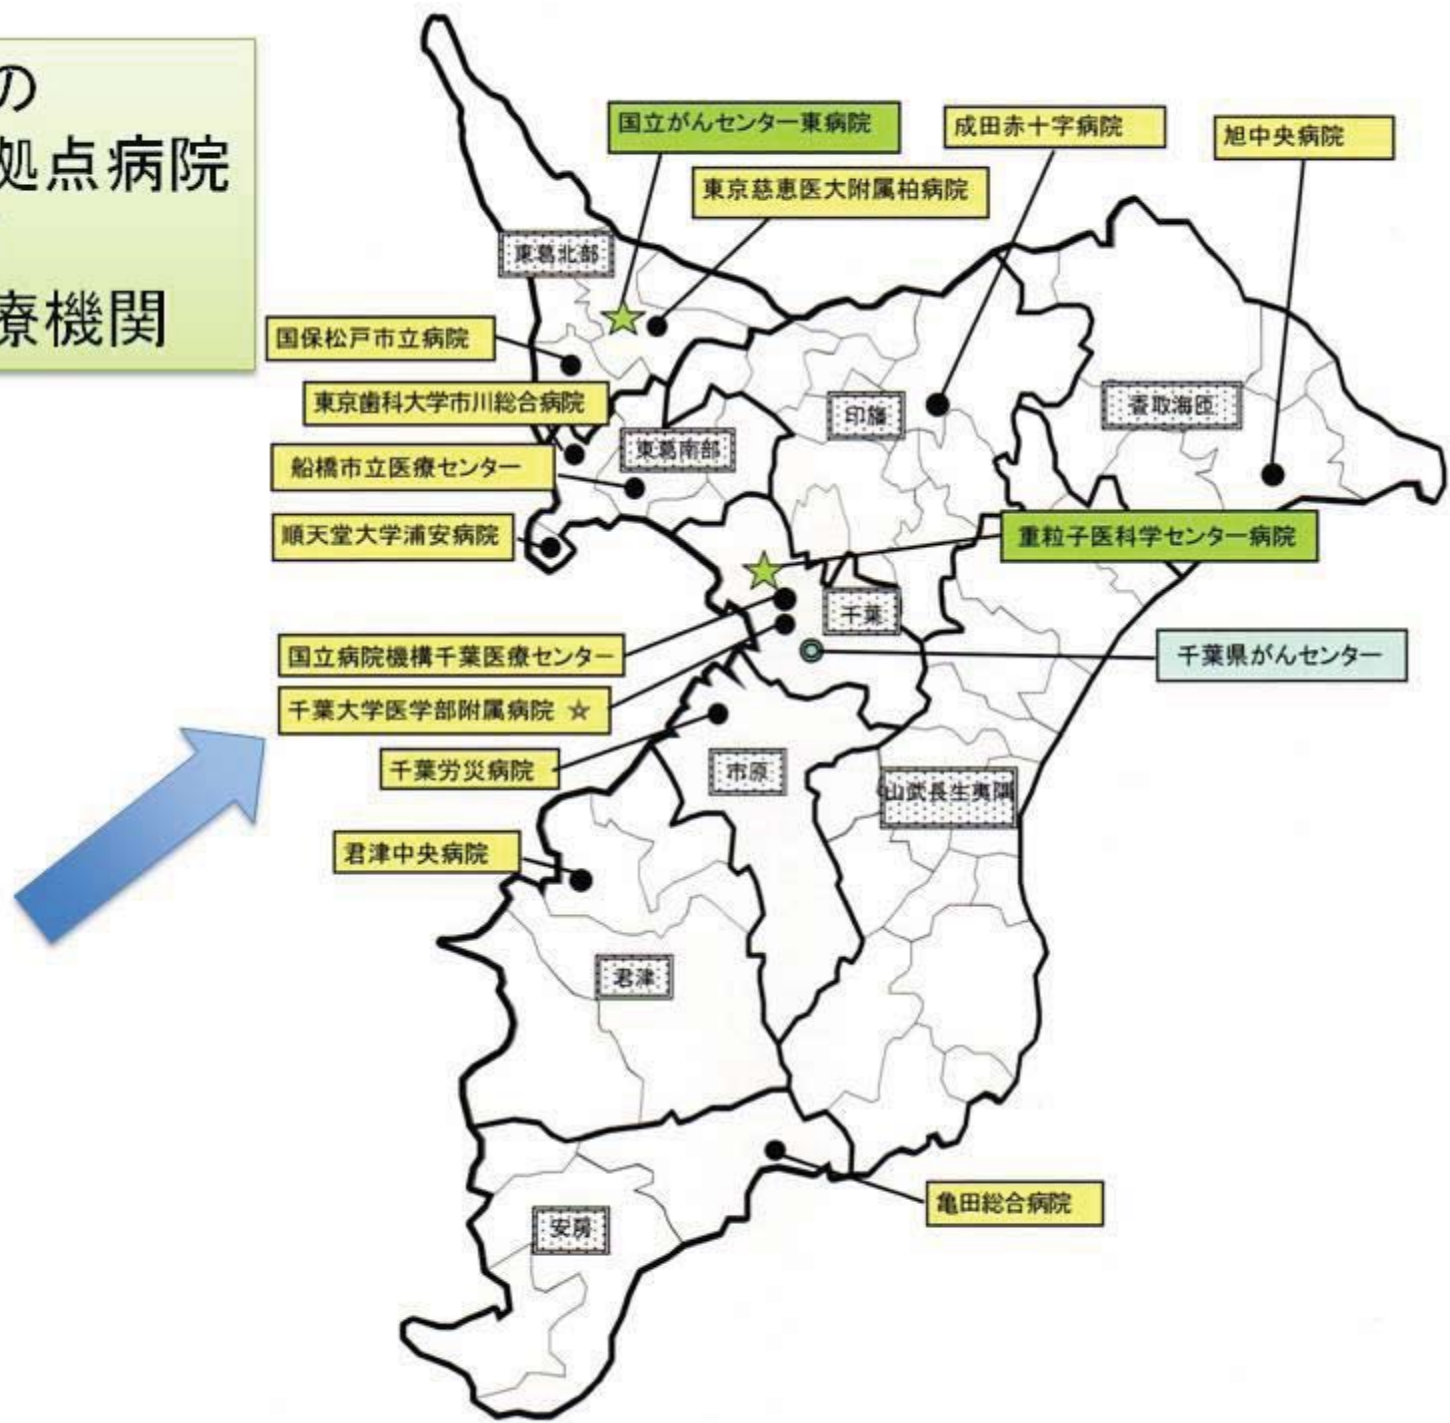 の
処点病院
療機関
国立がんセンター東病院
成田赤十字病院
旭中央病院
東京慈恵医大附属柏病院
東葛北部
国保松戸市立病院
東京歯科大学市川総合病院
印旛
香取海匝
東葛南部
船橋市立医療センター
順天堂大学浦安病院
重粒子医科学センター病院
千葉
国立病院機構千葉医療センター
千葉県がんセンター
千葉大学医学部附属病院 ☆
千葉労災病院
市原
山武長生夷隅
君津中央病院
君津
亀田総合病院
安房